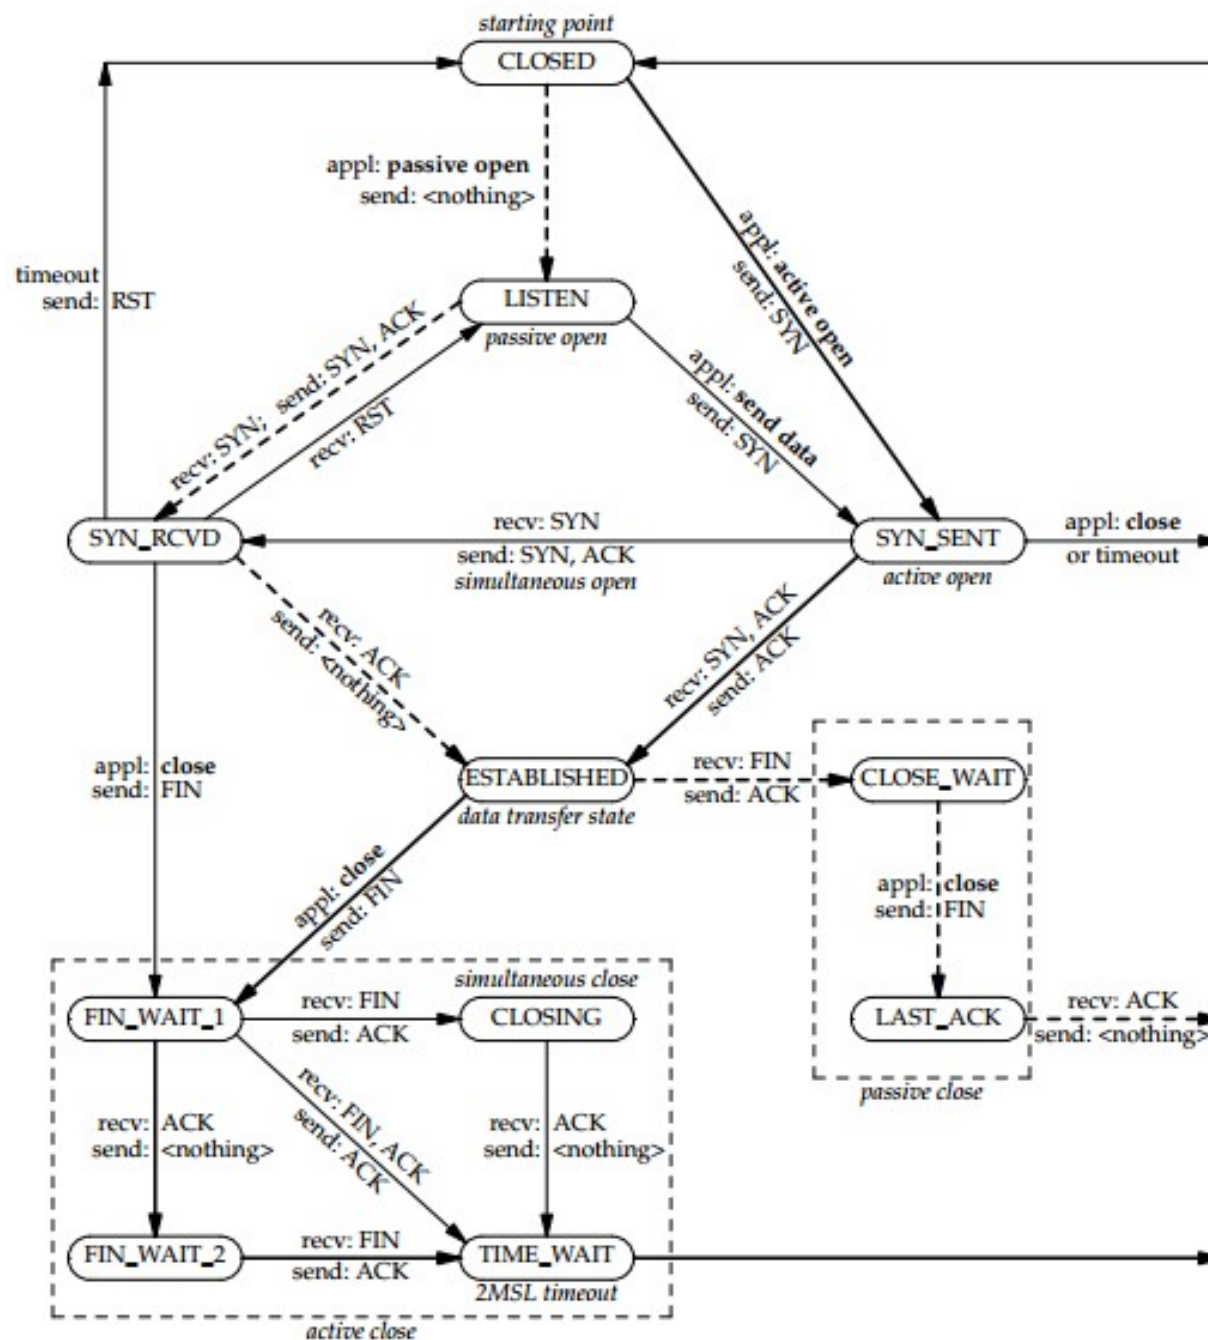 starting point
CLOSED
appl: passive open
send: <nothing>
appl: active open
send: SYN
timeout
send: RST
LISTEN
passive open
recv: SYN; send: SYN, ACK
recv: RST
appl: send data
send: SYN
SYN_RCVD
recv: SYN
send: SYN, ACK
simultaneous open
SYN_SENT
active open
appl: close
or timeout
recv: ACK
send: <nothing>
recv: SYN, ACK
send: ACK
appl: close
send: FIN
ESTABLISHED
data transfer state
recv: FIN
send: ACK
CLOSE_WAIT
appl: close
send: FIN
appl: close
send: FIN
simultaneous close
FIN_WAIT_1
recv: FIN
send: ACK
CLOSING
LAST_ACK
recv: ACK
send: <nothing>
passive close
recv: ACK
send: <nothing>
recv: FIN, ACK
send: ACK
recv: ACK
send: <nothing>
FIN_WAIT_2
recv: FIN
send: ACK
TIME_WAIT
2MSL timeout
active close